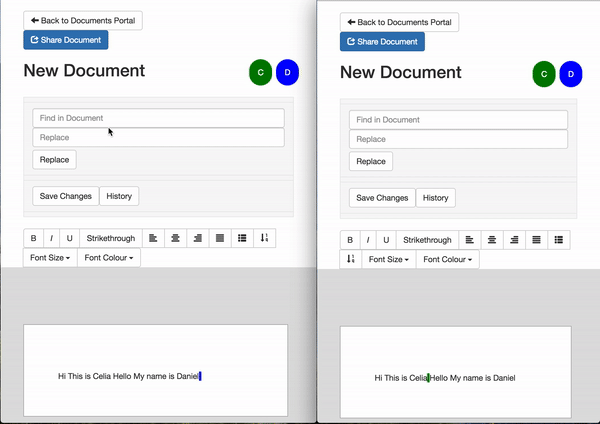 Back to Documents Portal
Share Document
New Document
C D
Find in Document
Replace
Replace
Save Changes History
B I U Strikethrough
Font Size Font Colour
Hi This is Celia Hello My name is Daniel
Back to Documents Portal
Share Document
New Document
C D
Find in Document
Replace
Replace
Save Changes History
B I U Strikethrough
Font Size Font Colour
Hi This is Celia Hello My name is Daniel